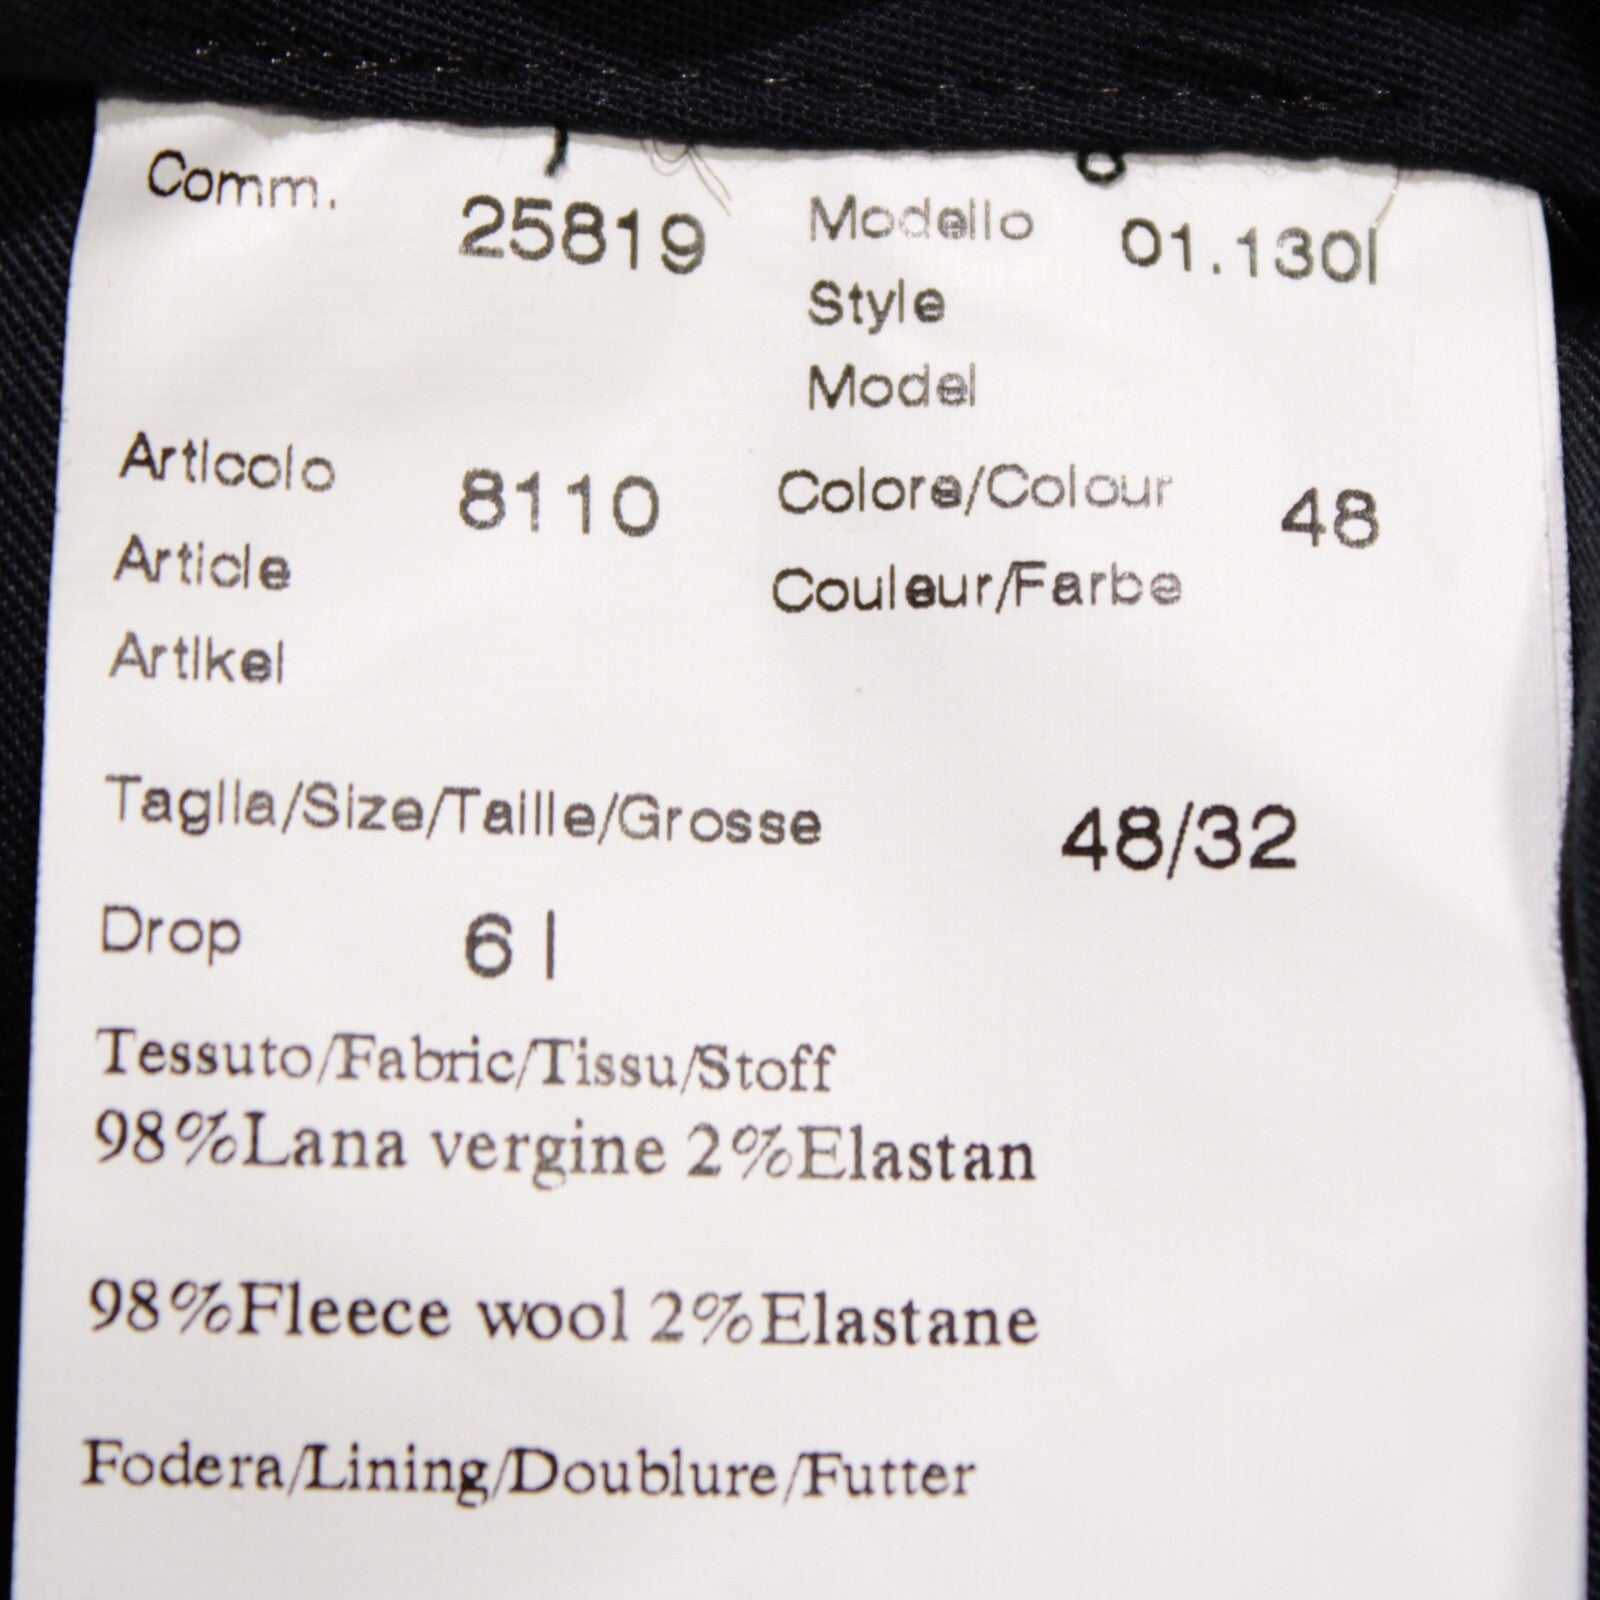 Comm. 25819 Modello 01.130l
Style
Model
Articolo 8110 Colore/Colour 48
Article Couleur/Farbe
Artikel
Taglia/Size/Taille/Grosse 48/32
Drop 6 l
Tessuto/Fabric/Tissu/Stoff
98%Lana vergine 2%Elastan
98%Fleece wool 2%Elastane
Fodera/Lining/Doublure/Futter